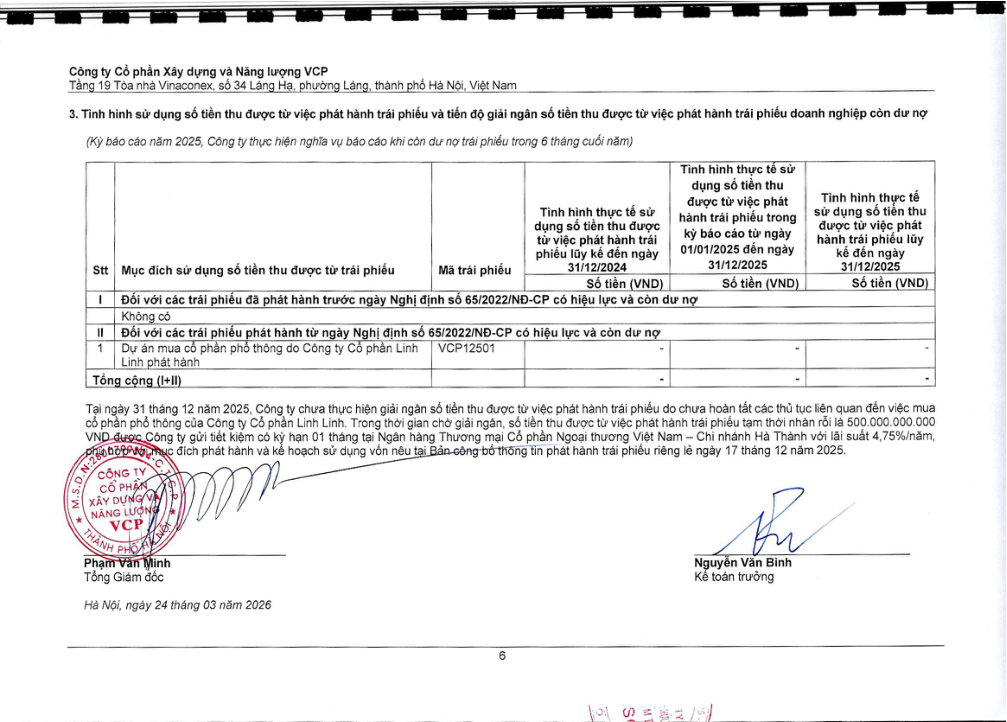 Công ty Cổ phần Xây dựng và Năng lượng VCP
Tầng 19 Tòa nhà Vinaconex, số 34 Láng Hạ, phường Láng, thành phố Hà Nội, Việt Nam
3. Tình hình sử dụng số tiền thu được từ việc phát hành trái phiếu và tiến độ giải ngân số tiền thu được từ việc phát hành trái phiếu doanh nghiệp còn dư nợ
(Kỳ báo cáo năm 2025, Công ty thực hiện nghĩa vụ báo cáo khi còn dư nợ trái phiếu trong 6 tháng cuối năm)
Stt
Mục đích sử dụng số tiền thu được từ trái phiếu
Mã trái phiếu
Tình hình thực tế sử
dụng số tiền thu được
từ việc phát hành trái
phiếu lũy kế đến ngày
31/12/2024
Tình hình thực tế sử
dụng số tiền thu
được từ việc phát
hành trái phiếu trong
kỳ báo cáo từ ngày
01/01/2025 đến ngày
31/12/2025
Tình hình thực tế
sử dụng số tiền thu
được từ việc phát
hành trái phiếu lũy
kế đến ngày
31/12/2025
Số tiền (VND) Số tiền (VND) Số tiền (VND)
I Đối với các trái phiếu đã phát hành trước ngày Nghị định số 65/2022/NĐ-CP có hiệu lực và còn dư nợ
Không có
II Đối với các trái phiếu phát hành từ ngày Nghị định số 65/2022/NĐ-CP có hiệu lực và còn dư nợ
1 Dự án mua cổ phần phổ thông do Công ty Cổ phần Linh VCP12501 - - -
Linh phát hành
Tổng cộng (I+II) - - -
Tại ngày 31 tháng 12 năm 2025, Công ty chưa thực hiện giải ngân số tiền thu được từ việc phát hành trái phiếu do chưa hoàn tất các thủ tục liên quan đến việc mua
cổ phần phổ thông của Công ty Cổ phần Linh Linh. Trong thời gian chờ giải ngân, số tiền thu được từ việc phát hành trái phiếu tạm thời nhàn rỗi là 500.000.000.000
VND được Công ty gửi tiết kiệm có kỳ hạn 01 tháng tại Ngân hàng Thương mại Cổ phần Ngoại thương Việt Nam – Chi nhánh Hà Thành với lãi suất 4,75%/năm,
phù hợp với mục đích phát hành và kế hoạch sử dụng vốn nêu tại Bản công bố thông tin phát hành trái phiếu riêng lẻ ngày 17 tháng 12 năm 2025.
CÔNG TY
CỔ PHẦN
XÂY DỰNG VÀ
NĂNG LƯỢNG
VCP
THÀNH PHỐ HÀ NỘI
Phạm Văn Minh
Tổng Giám đốc
Nguyễn Văn Bình
Kế toán trưởng
Hà Nội, ngày 24 tháng 03 năm 2026
6